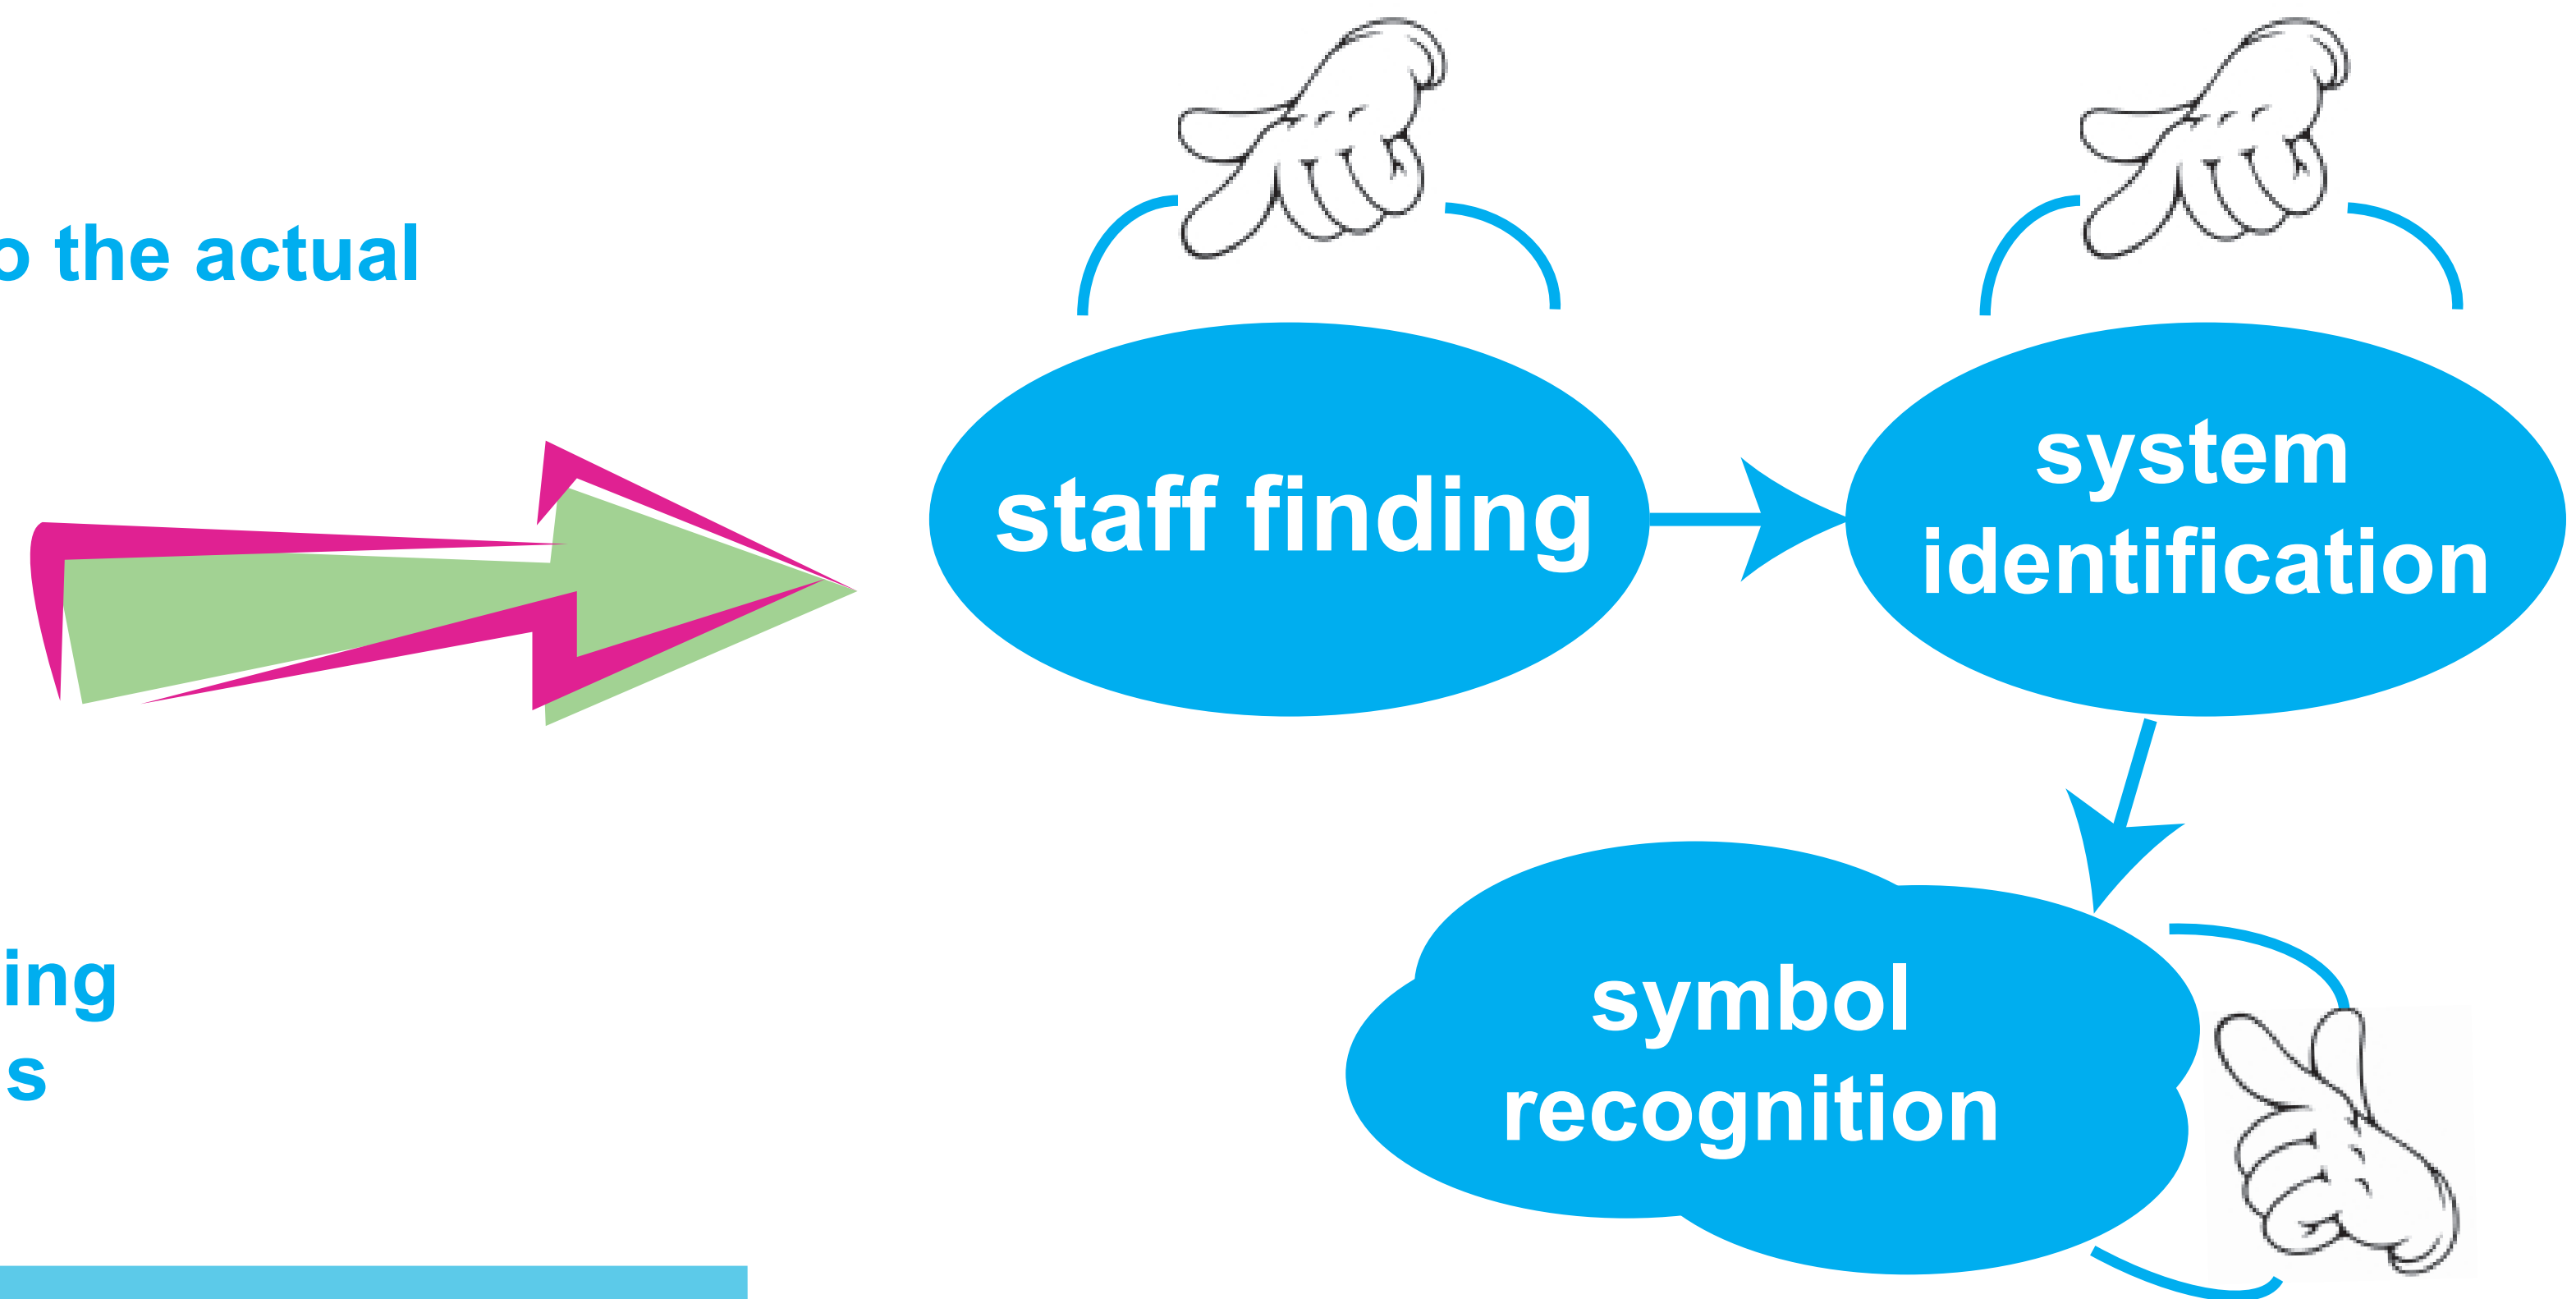 o the actual
staff finding
system
identification
ing
s
symbol
recognition